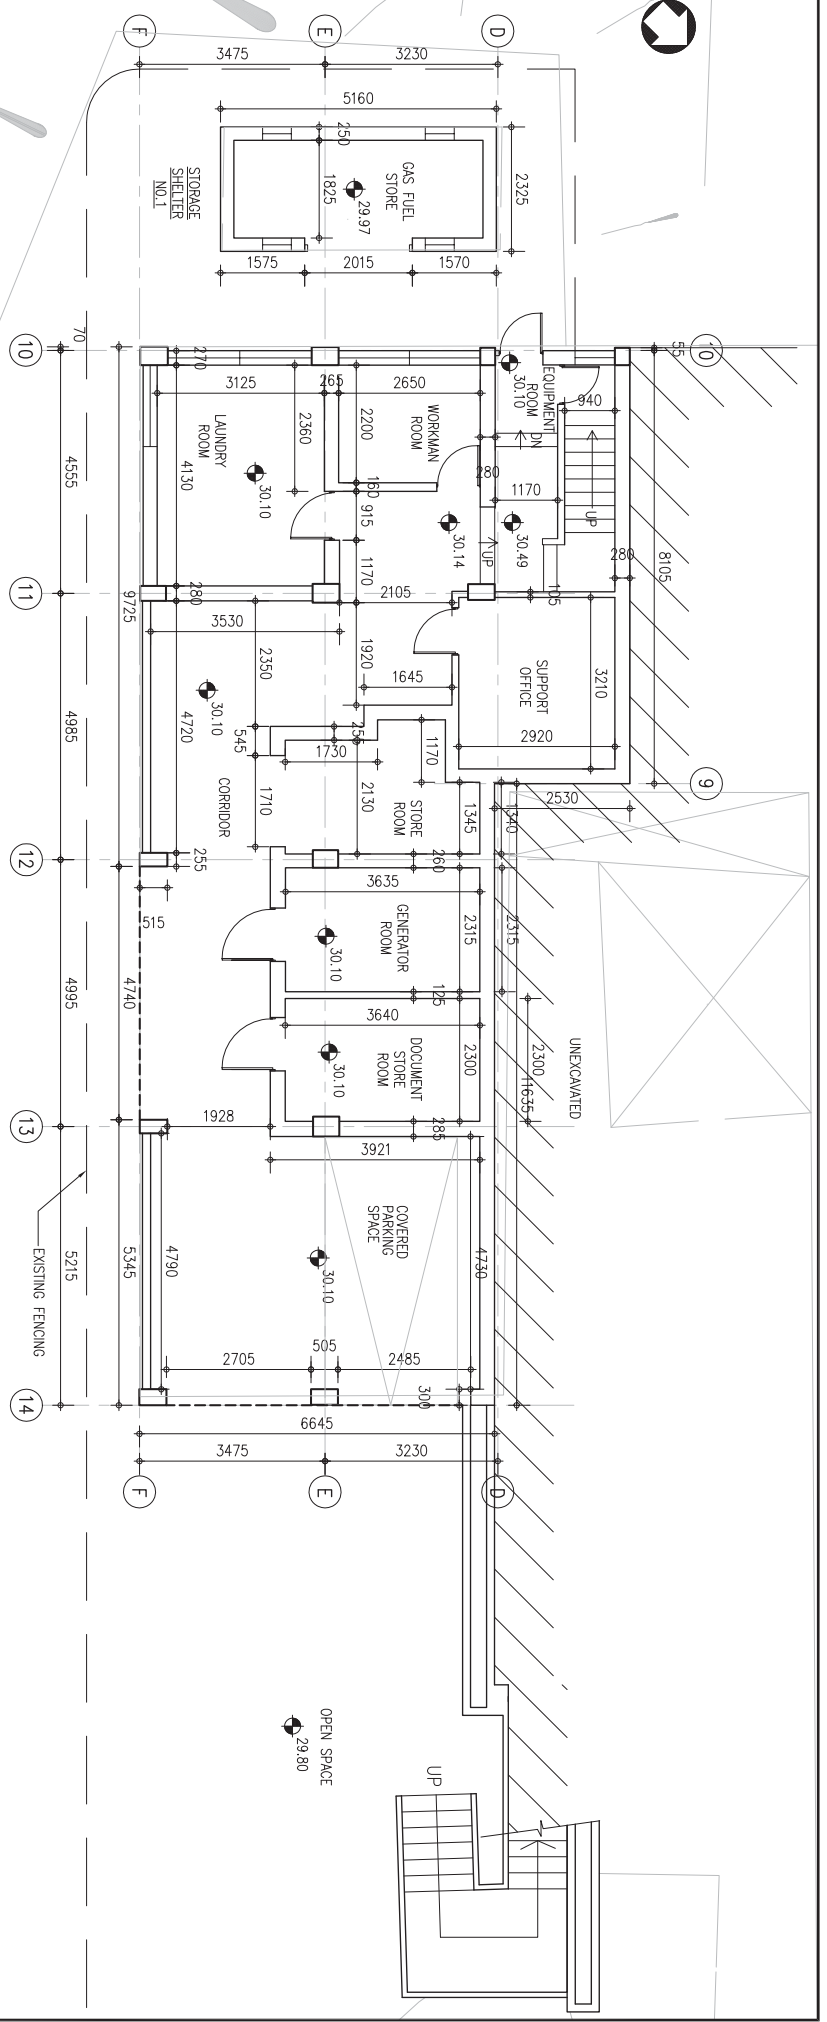 F
E
D
3475
3230
5160
250
GAS FUEL
STORE
29.97
1825
2325
STORAGE
SHELTER
NO.1
1575
2015
1570
70
10
10
55
270
3125
265
2650
EQUIPMENT
ROOM
30.10
940
2360
2200
WORKMAN
ROOM
DN
LAUNDRY
ROOM
30.10
4130
4555
160
280
1170
UP
915
30.14
30.49
UP
280
8105
1170
11
280
9725
2105
105
3530
2350
1920
1645
SUPPORT
OFFICE
3210
30.10
4720
4985
545
255
1730
1170
2920
9
2530
CORRIDOR
1710
2130
STORE
ROOM
1345
1340
12
255
260
515
3635
GENERATOR
ROOM
30.10
2315
2315
4740
4995
125
3640
DOCUMENT
STORE
ROOM
30.10
2300
2300
11635
UNEXCAVATED
13
1928
285
3921
COVERED
PARKING
SPACE
30.10
4790
4730
5345
5215
EXISTING FENCING
2705
505
2485
300
14
6645
3475
3230
F
E
D
OPEN SPACE
29.80
UP